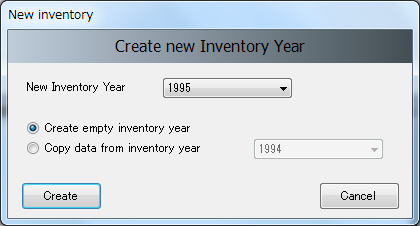 New inventory
Create new Inventory Year
New Inventory Year 1995
Create empty inventory year
Copy data from inventory year 1994
Create Cancel